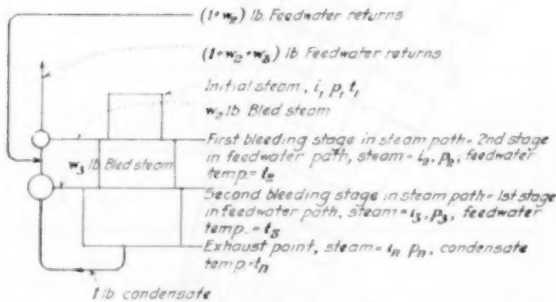 (1+w₂) lb. Feedwater returns
(1+w₂+w₃) lb Feedwater returns
Initial steam, i₁ p₁ t₁
w₂ lb Bled steam
First bleeding stage in steam path=2nd stage
in feedwater path, steam=i₂, p₂, feedwater
temp.=t₂
w₃ lb Bled steam
Second bleeding stage in steam path=1st stage
in feedwater path, steam=i₃, p₃, feedwater
temp.=t₃
Exhaust point, steam=iₙ pₙ, condensate
temp=tₙ
1 lb condensate